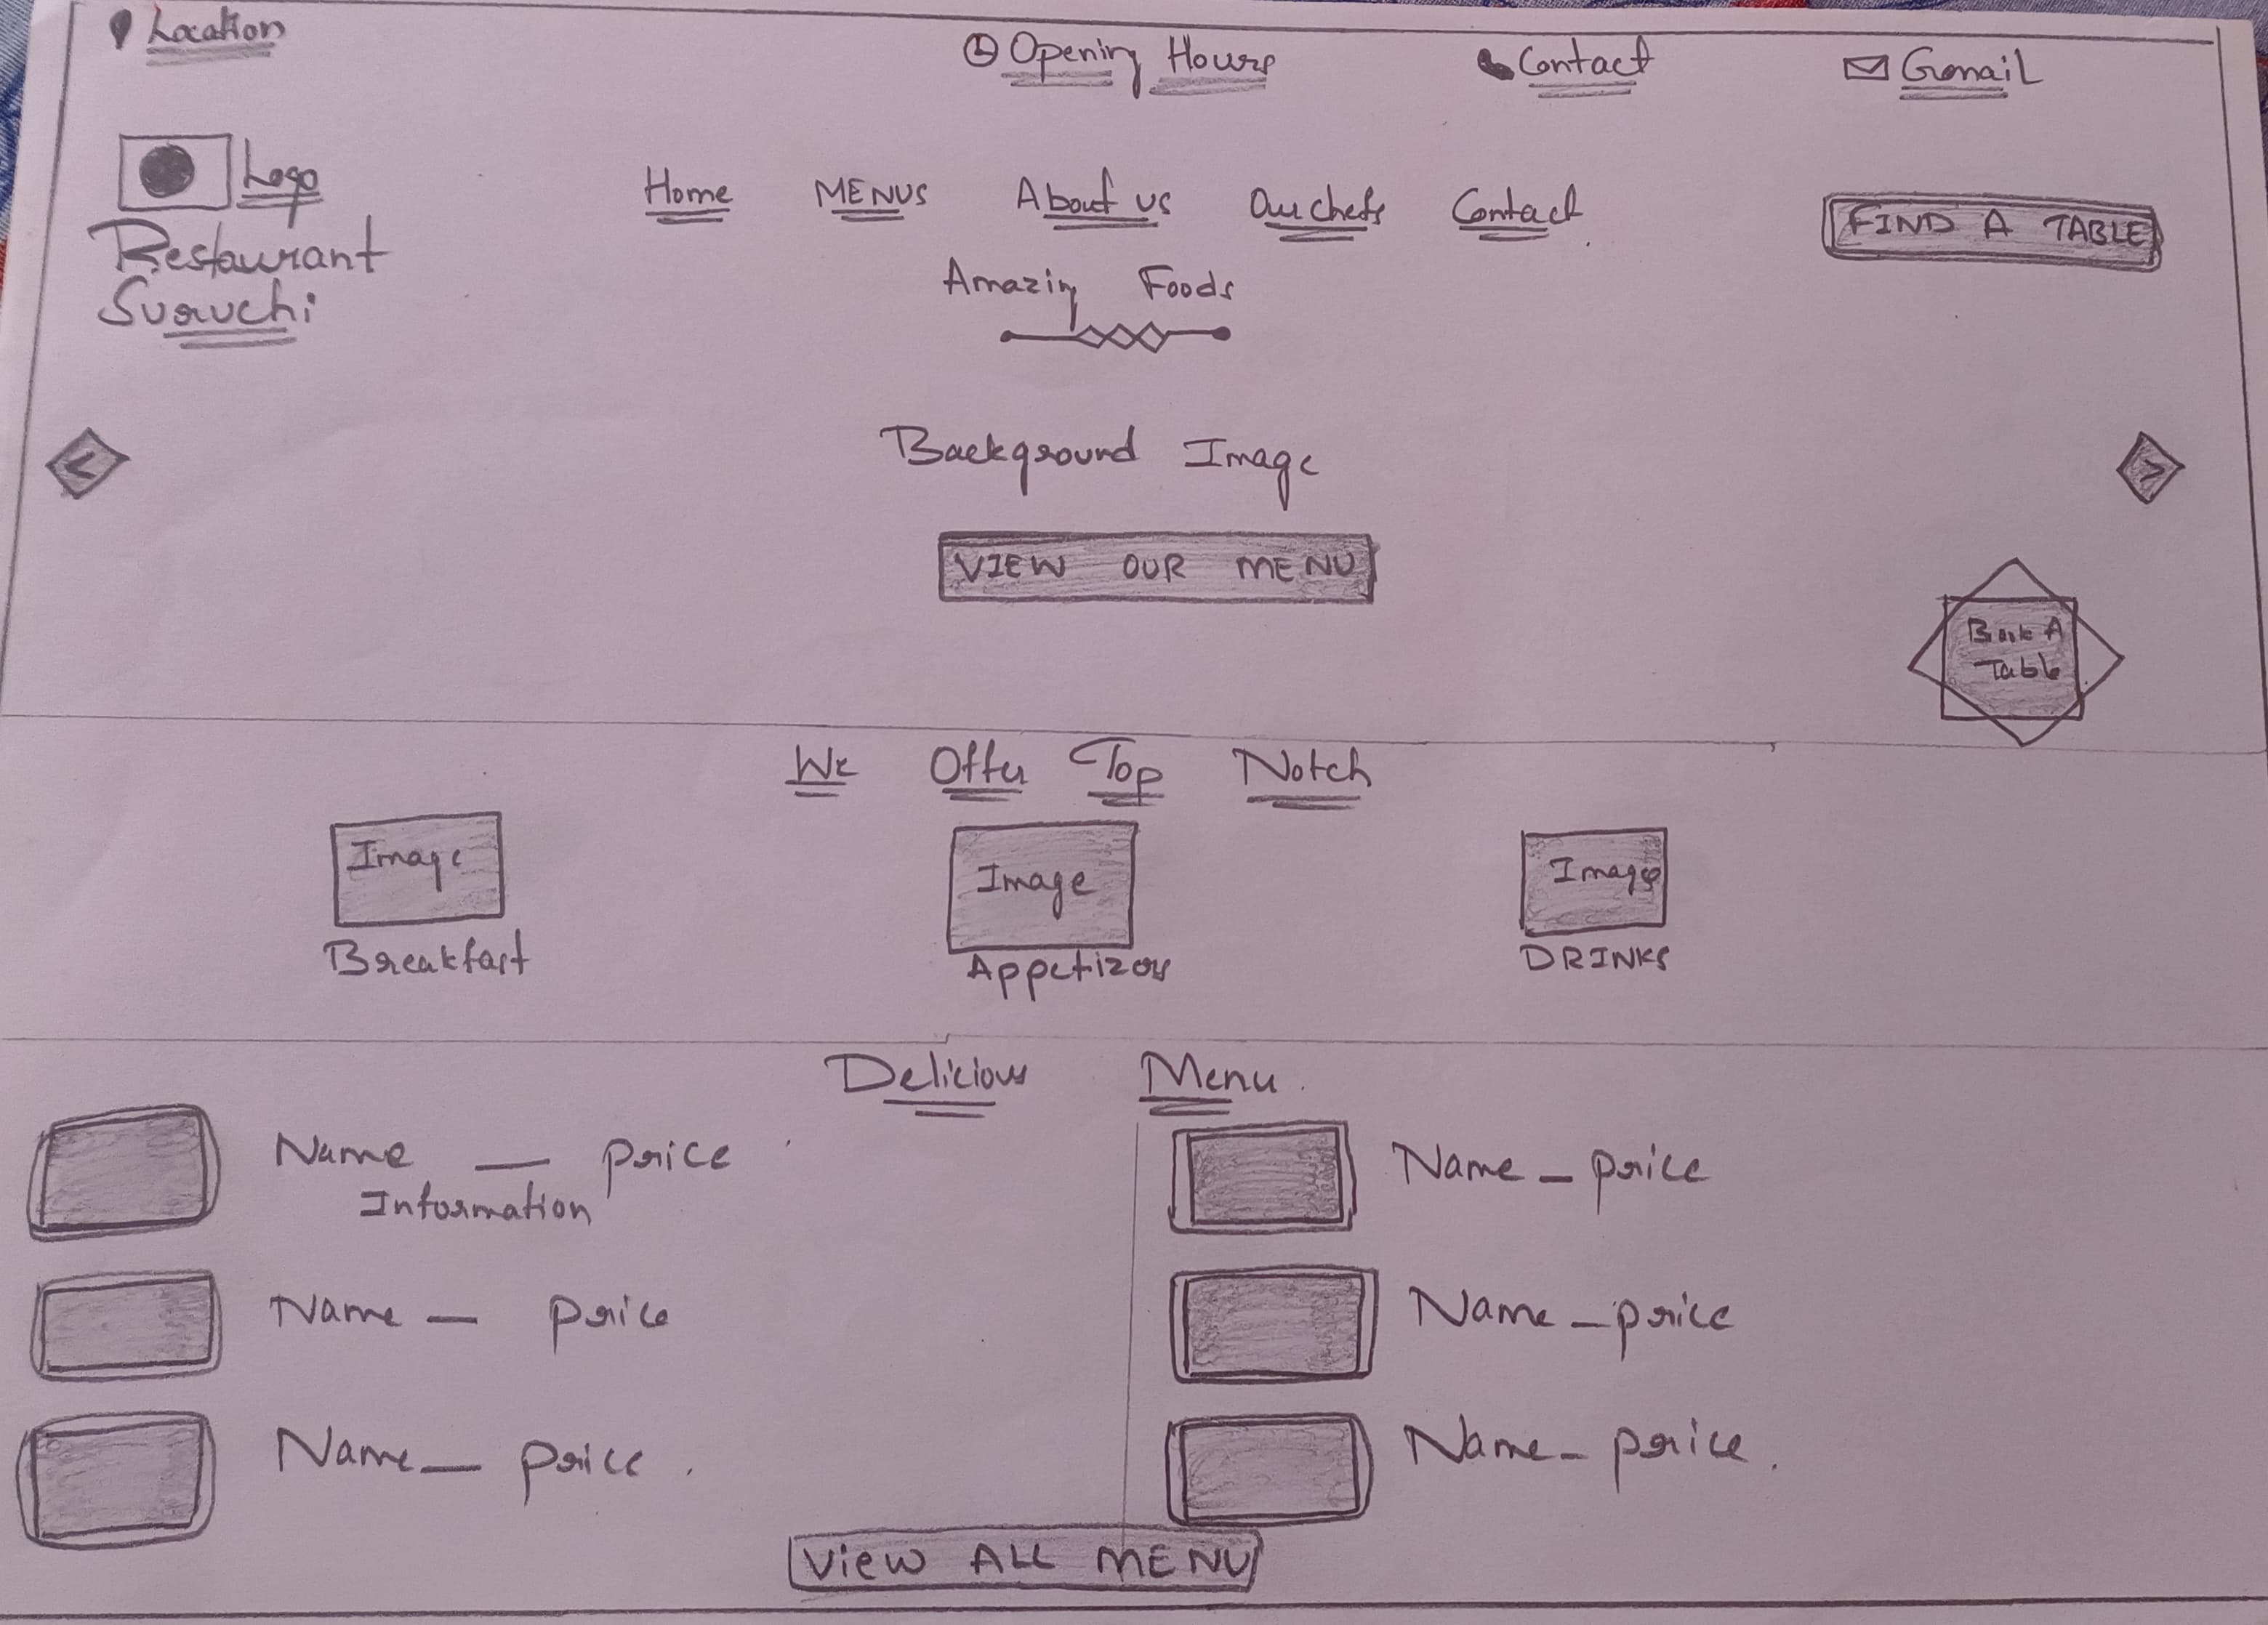 Location
Opening Hours
Contact
Gmail
Logo
Restaurant
Suruchi
Home MENUS About us Our chefs Contact
FIND A TABLE
Amazing Foods
<
>
Background Image
VIEW OUR MENU
Book A
Table
We Offer Top Notch
Image
Image
Image
Breakfast
Appetizers
DRINKS
Delicious Menu.
Name — price
Information
Name – price
Name — price
Name – price
Name — price.
Name – price.
View ALL MENU